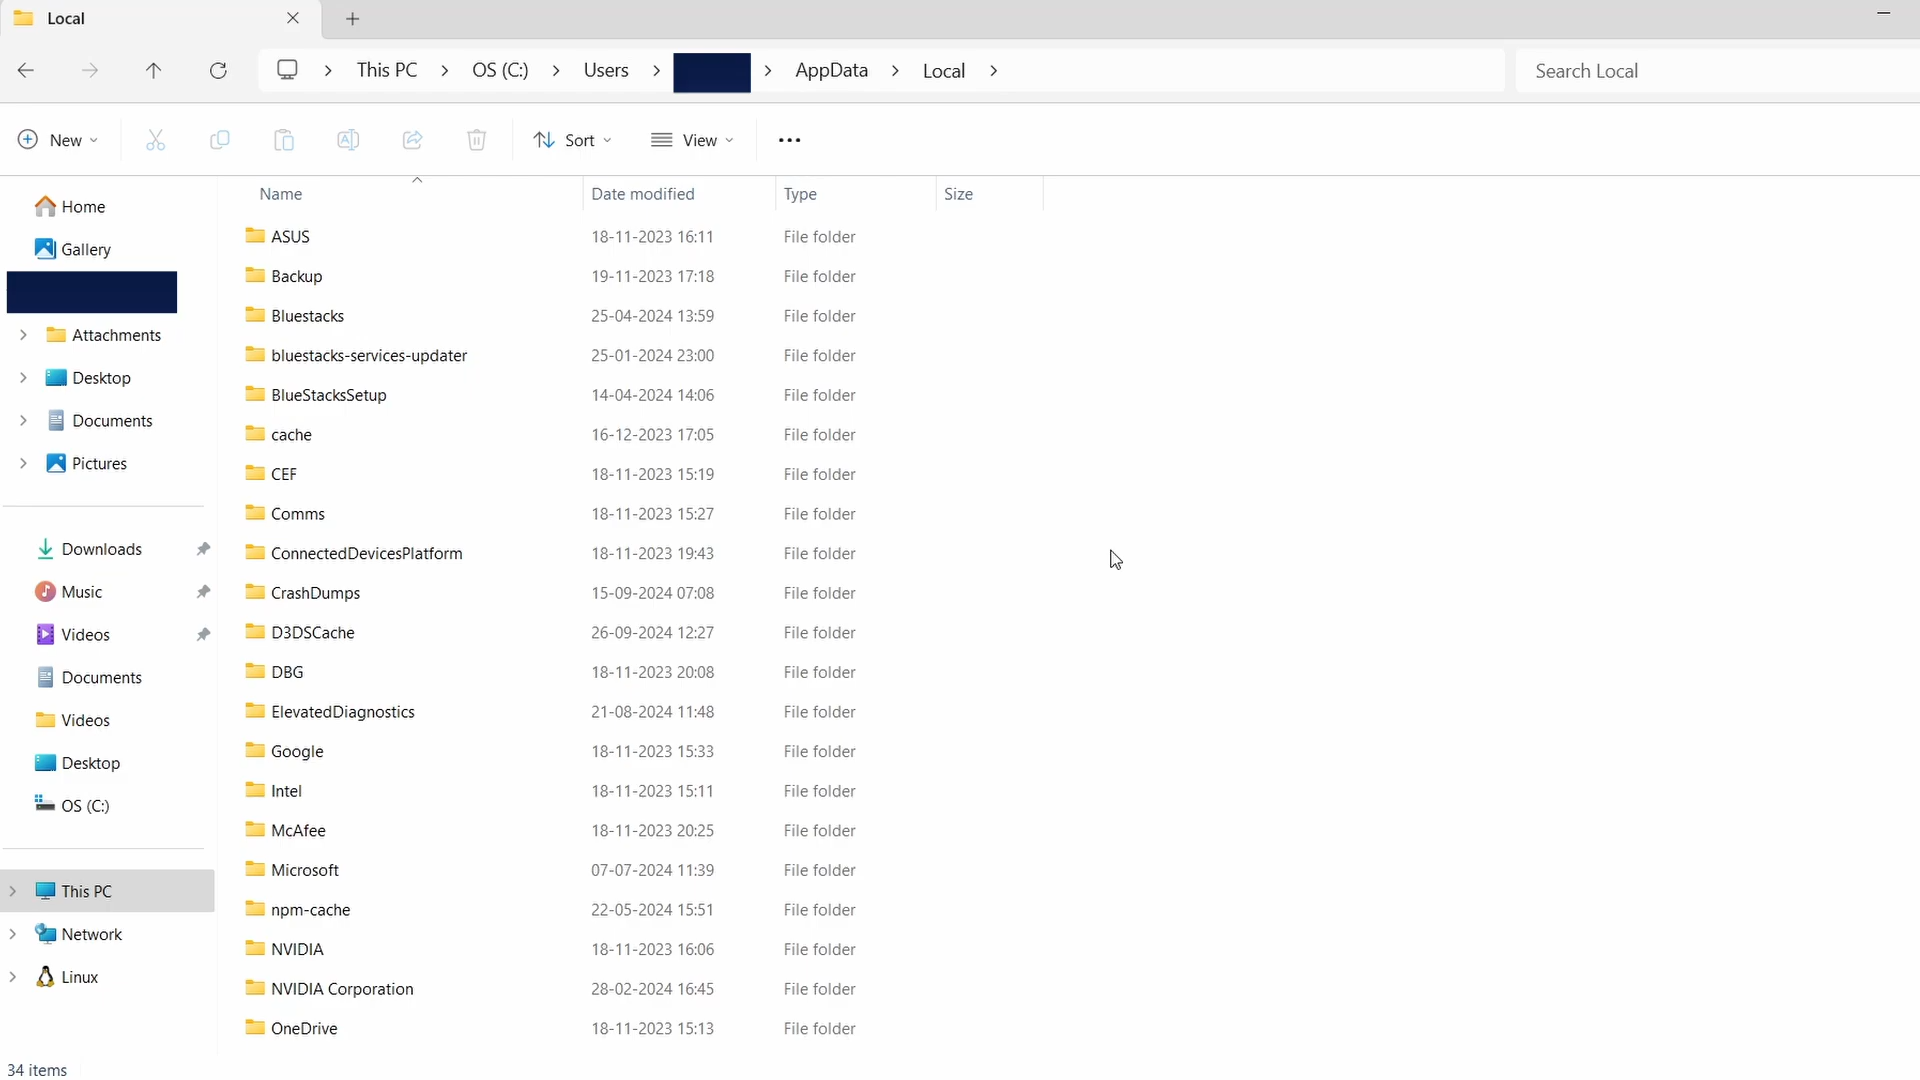 Local
This PC > OS (C:) > Users > > AppData > Local >
Search Local
New
Sort
View
Name Date modified Type Size
Home
Gallery
Attachments
Desktop
Documents
Pictures
Downloads
Music
Videos
Documents
Videos
Desktop
OS (C:)
This PC
Network
Linux
ASUS 18-11-2023 16:11 File folder
Backup 19-11-2023 17:18 File folder
Bluestacks 25-04-2024 13:59 File folder
bluestacks-services-updater 25-01-2024 23:00 File folder
BlueStacksSetup 14-04-2024 14:06 File folder
cache 16-12-2023 17:05 File folder
CEF 18-11-2023 15:19 File folder
Comms 18-11-2023 15:27 File folder
ConnectedDevicesPlatform 18-11-2023 19:43 File folder
CrashDumps 15-09-2024 07:08 File folder
D3DSCache 26-09-2024 12:27 File folder
DBG 18-11-2023 20:08 File folder
ElevatedDiagnostics 21-08-2024 11:48 File folder
Google 18-11-2023 15:33 File folder
Intel 18-11-2023 15:11 File folder
McAfee 18-11-2023 20:25 File folder
Microsoft 07-07-2024 11:39 File folder
npm-cache 22-05-2024 15:51 File folder
NVIDIA 18-11-2023 16:06 File folder
NVIDIA Corporation 28-02-2024 16:45 File folder
OneDrive 18-11-2023 15:13 File folder
34 items